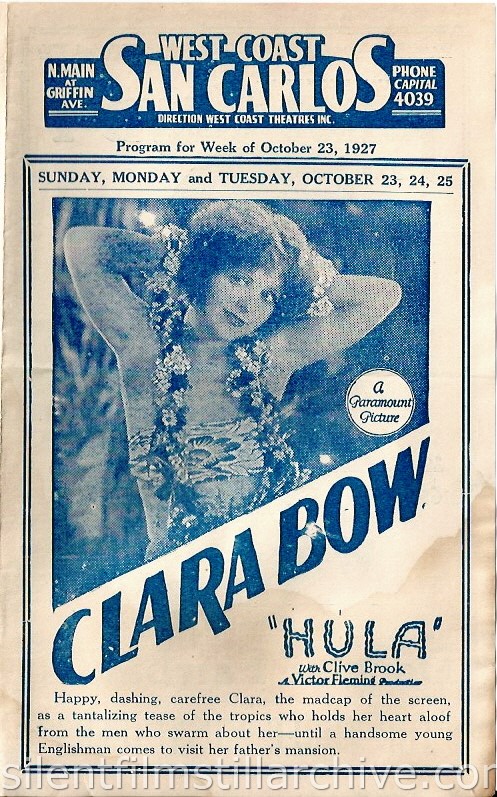 WEST COAST
SAN CARLOS
N. MAIN
AT
GRIFFIN
AVE.
PHONE
CAPITAL
4039
DIRECTION WEST COAST THEATRES INC.
Program for Week of October 23, 1927
SUNDAY, MONDAY and TUESDAY, OCTOBER 23, 24, 25
a
Paramount
Picture
CLARA BOW
"HULA"
With Clive Brook
A Victor Fleming Production
Happy, dashing, carefree Clara, the madcap of the screen,
as a tantalizing tease of the tropics who holds her heart aloof
from the men who swarm about her—until a handsome young
Englishman comes to visit her father's mansion.
silentfilmstillarchive.com